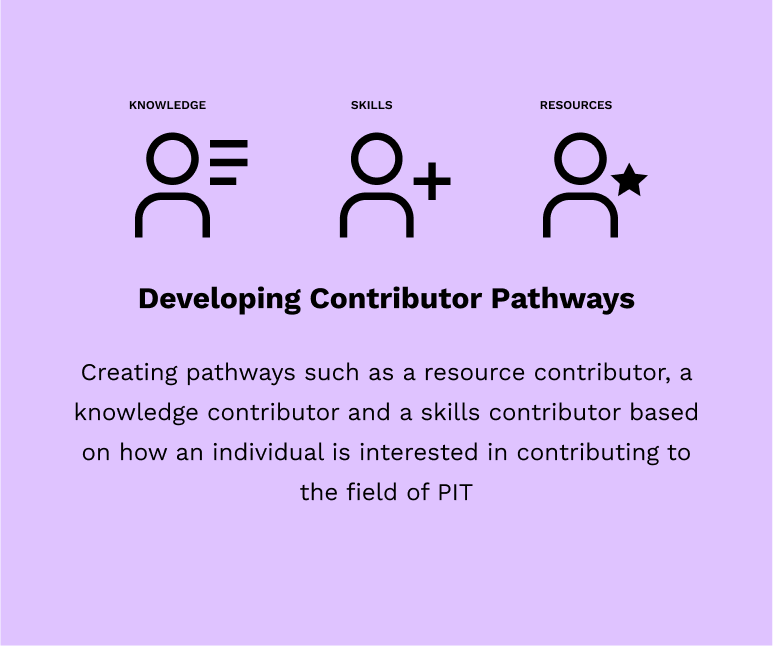 KNOWLEDGE
SKILLS
RESOURCES
Developing Contributor Pathways
Creating pathways such as a resource contributor, a
knowledge contributor and a skills contributor based
on how an individual is interested in contributing to
the field of PIT